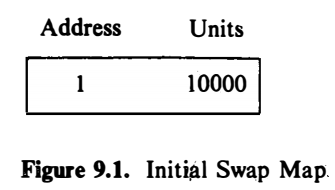 Address Units
1 10000
Figure 9.1. Initial Swap Map.